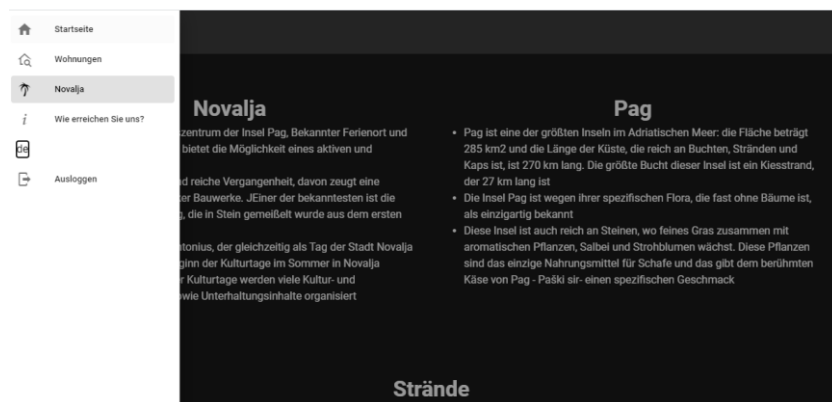 Startseite
Wohnungen
Novalja
Wie erreichen Sie uns?
de
Ausloggen
Novalja
zentrum der Insel Pag, Bekannter Ferienort und
bietet die Möglichkeit eines aktiven und
nd reiche Vergangenheit, davon zeugt eine
er Bauwerke. JEiner der bekanntesten ist die
g, die in Stein gemeißelt wurde aus dem ersten
ntonius, der gleichzeitig als Tag der Stadt Novalja
ginn der Kulturtage im Sommer in Novalja
r Kulturtage werden viele Kultur- und
wie Unterhaltungsinhalte organisiert
Pag
• Pag ist eine der größten Inseln im Adriatischen Meer: die Fläche beträgt
285 km2 und die Länge der Küste, die reich an Buchten, Stränden und
Kaps ist, ist 270 km lang. Die größte Bucht dieser Insel ist ein Kiesstrand,
der 27 km lang ist
• Die Insel Pag ist wegen ihrer spezifischen Flora, die fast ohne Bäume ist,
als einzigartig bekannt
• Diese Insel ist auch reich an Steinen, wo feines Gras zusammen mit
aromatischen Pflanzen, Salbei und Strohblumen wächst. Diese Pflanzen
sind das einzige Nahrungsmittel für Schafe und das gibt dem berühmten
Käse von Pag - Paški sir- einen spezifischen Geschmack
Strände